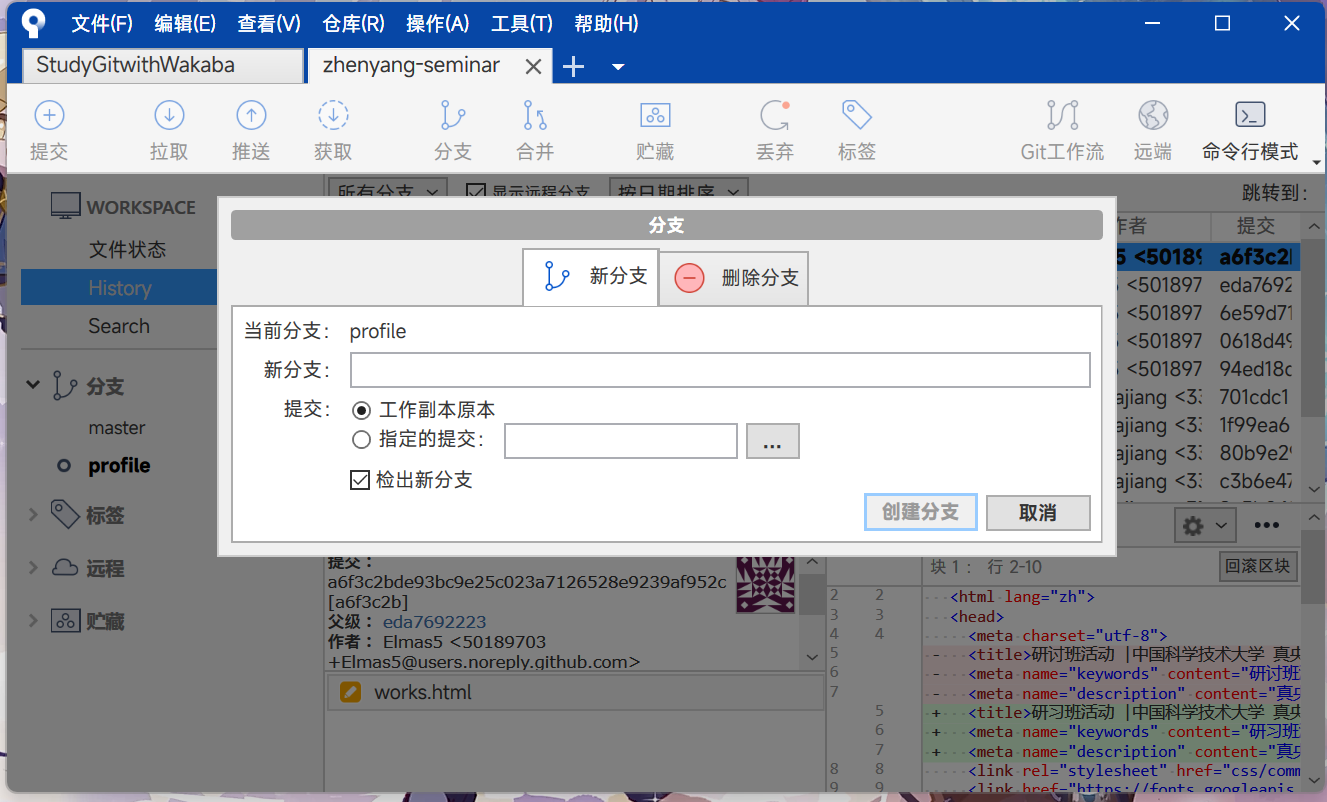 文件(F) 编辑(E) 查看(V) 仓库(R) 操作(A) 工具(T) 帮助(H)
StudyGitwithWakaba zhenyang-seminar
提交 拉取 推送 获取 分支 合并 贮藏 丢弃 标签 Git工作流 远端 命令行模式
所有分支 显示远程分支 按日期排序 跳转到:
WORKSPACE
文件状态
History
Search
分支
master
profile
标签
远程
贮藏
作者 提交
5 <50189 a6f3c2
<501897 eda7692
<501897 6e59d71
<501897 0618d49
<501897 94ed18c
ajiang <33 701cdc1
ajiang <33 1f99ea6
ajiang <33 80b9e29
ajiang <33 c3b6e47
分支
新分支 删除分支
当前分支: profile
新分支:
提交: 工作副本原本
指定的提交: ...
检出新分支
创建分支 取消
提交:
a6f3c2bde93bc9e25c023a7126528e9239af952c
[a6f3c2b]
父级: eda7692223
作者: Elmas5 <50189703
+Elmas5@users.noreply.github.com>
works.html
块 1: 行 2-10 回滚区块
2 2 <html lang="zh">
3 3 <head>
4 4 <meta charset="utf-8">
5 - <title>研讨班活动 |中国科学技术大学 真央
6 - <meta name="keywords" content="研讨班
7 - <meta name="description" content="真央
5 + <title>研习班活动 |中国科学技术大学 真央
6 + <meta name="keywords" content="研习班
7 + <meta name="description" content="真央
8 8 <link rel="stylesheet" href="css/comm
9 9 <link href="https://fonts.googleapis